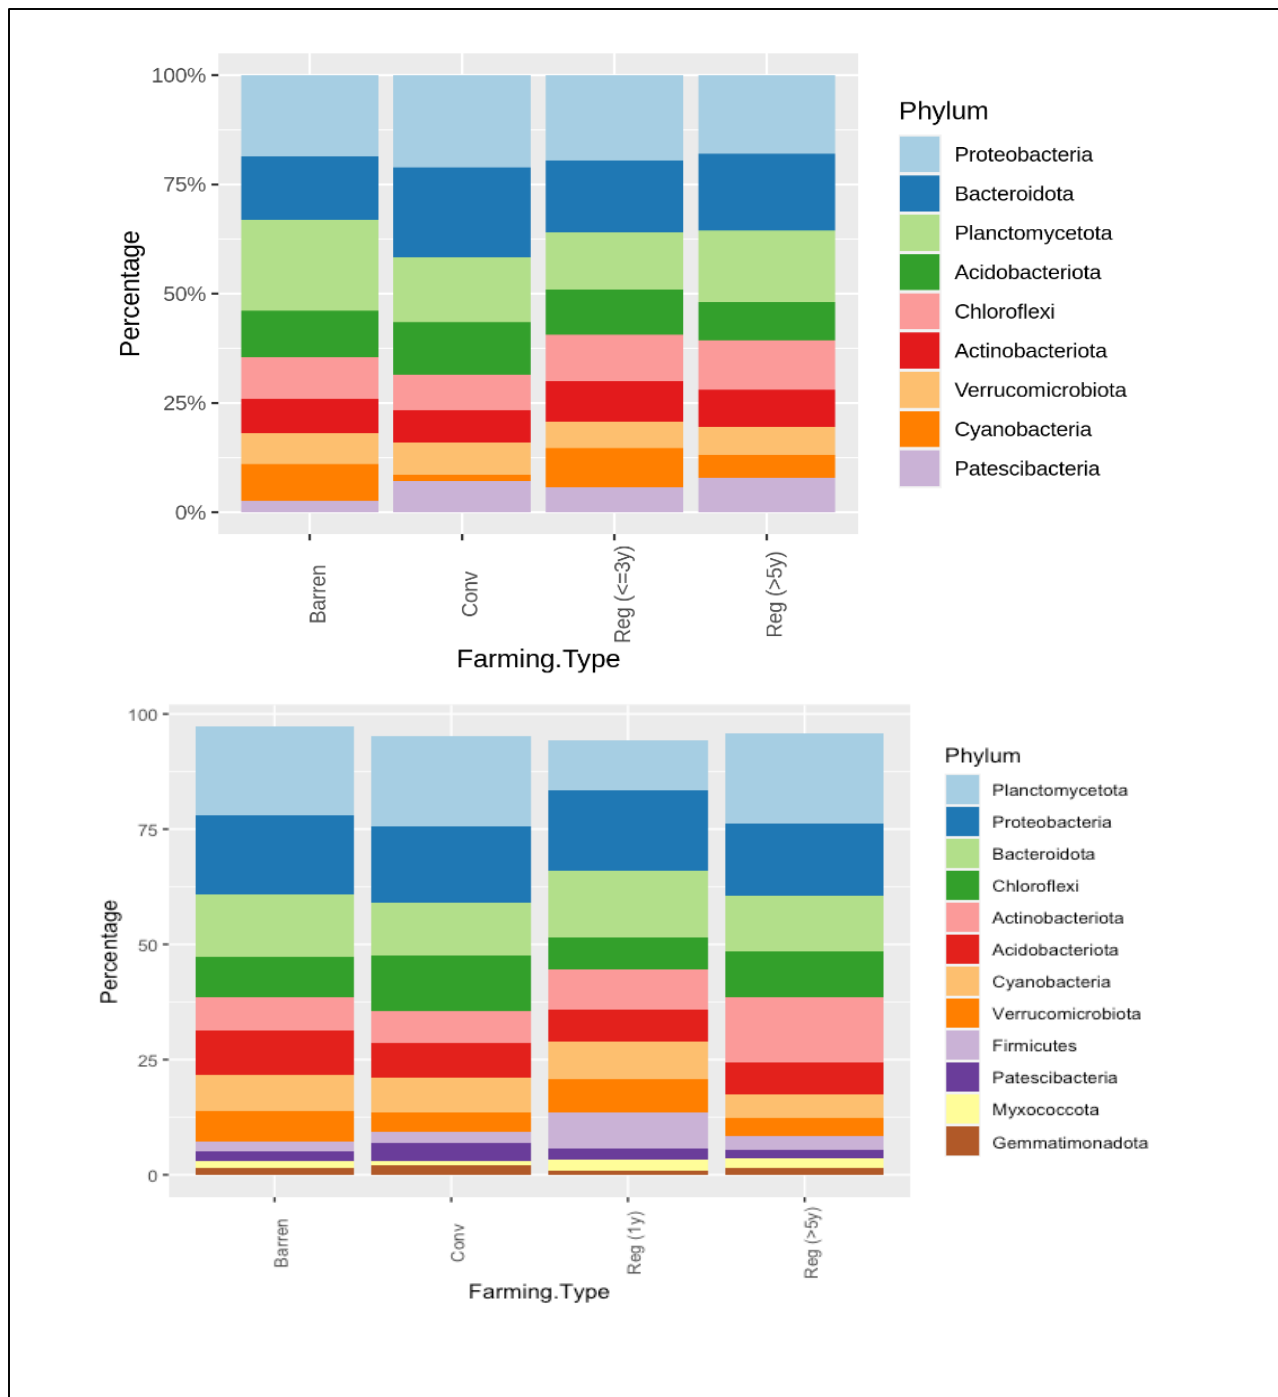 100%
75%
50%
25%
0%
Percentage
Barren
Conv
Reg (<=3y)
Reg (>5y)
Farming.Type
Phylum
Proteobacteria
Bacteroidota
Planctomycetota
Acidobacteriota
Chloroflexi
Actinobacteriota
Verrucomicrobiota
Cyanobacteria
Patescibacteria
100
75
50
25
0
Percentage
Barren
Conv
Reg (1y)
Reg (>5y)
Farming.Type
Phylum
Planctomycetota
Proteobacteria
Bacteroidota
Chloroflexi
Actinobacteriota
Acidobacteriota
Cyanobacteria
Verrucomicrobiota
Firmicutes
Patescibacteria
Myxococcota
Gemmatimonadota